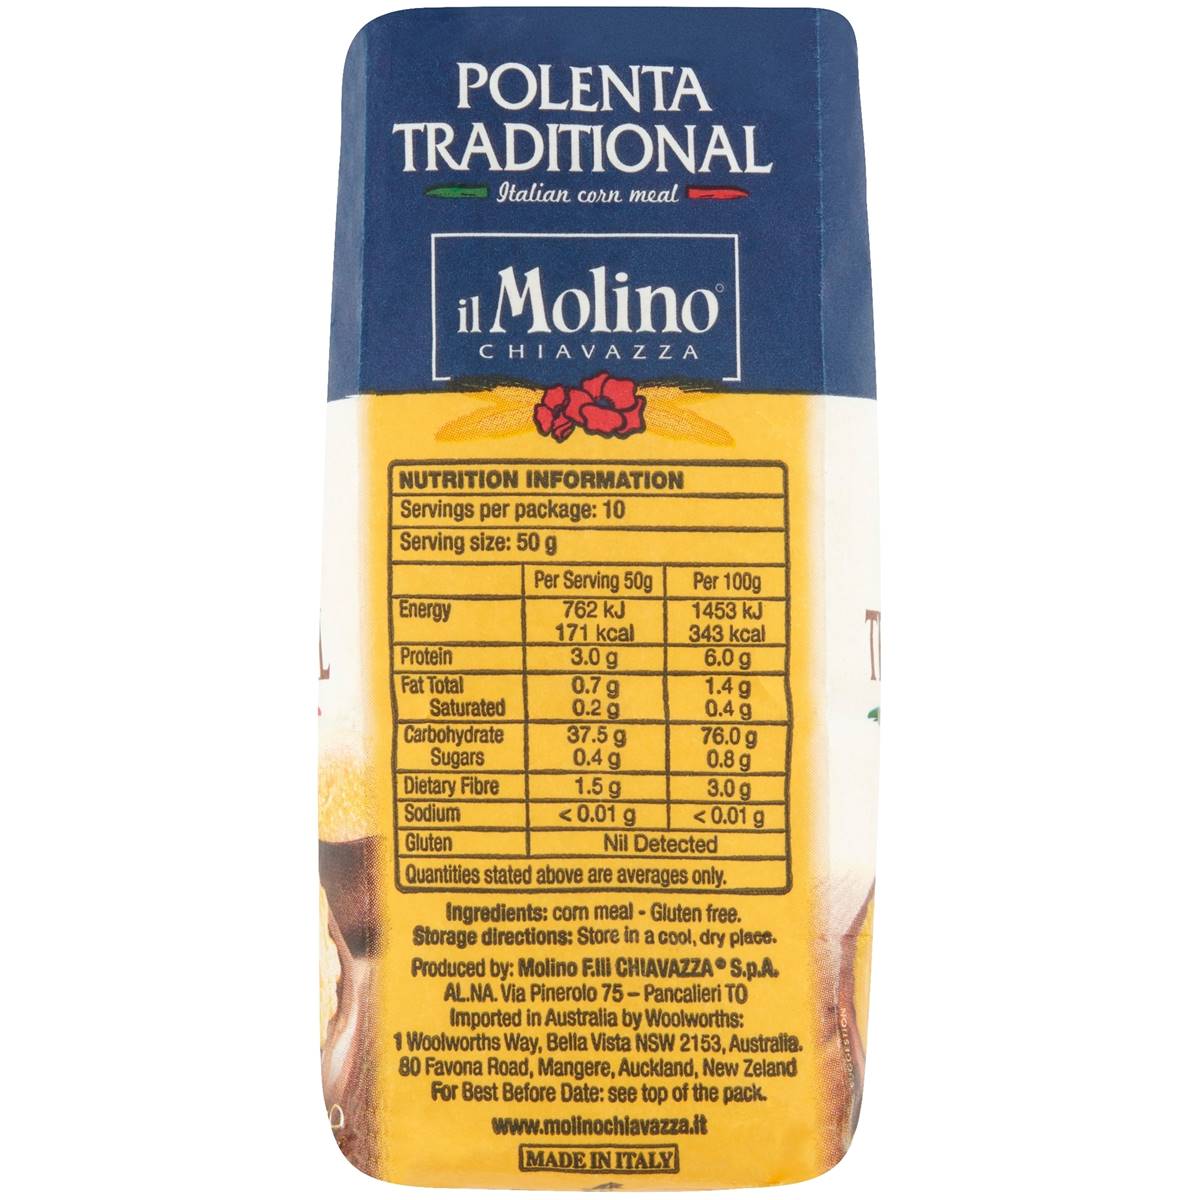 POLENTA
TRADITIONAL
Italian corn meal
il Molino
CHIAVAZZA
NUTRITION INFORMATION
Servings per package: 10
Serving size: 50 g
Per Serving 50g Per 100g
Energy 762 kJ 1453 kJ
171 kcal 343 kcal
Protein 3.0 g 6.0 g
Fat Total 0.7 g 1.4 g
Saturated 0.2 g 0.4 g
Carbohydrate 37.5 g 76.0 g
Sugars 0.4 g 0.8 g
Dietary Fibre 1.5 g 3.0 g
Sodium < 0.01 g < 0.01 g
Gluten Nil Detected
Quantities stated above are averages only.
Ingredients: corn meal - Gluten free.
Storage directions: Store in a cool, dry place.
Produced by: Molino F.lli CHIAVAZZA® S.p.A.
AL.NA. Via Pinerolo 75 – Pancalieri TO
Imported in Australia by Woolworths:
1 Woolworths Way, Bella Vista NSW 2153, Australia.
80 Favona Road, Mangere, Auckland, New Zeland
For Best Before Date: see top of the pack.
www.molinochiavazza.it
MADE IN ITALY